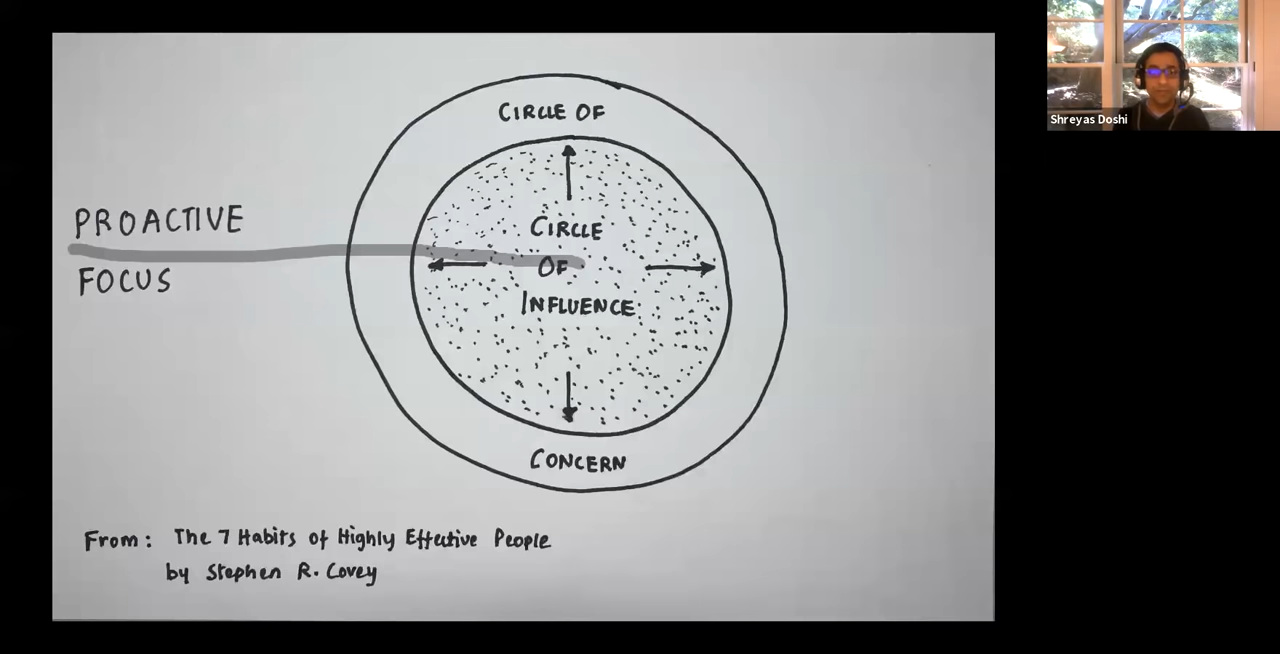 Shreyas Doshi
CIRCLE OF
PROACTIVE
FOCUS
CIRCLE
OF
INFLUENCE
CONCERN
From: The 7 Habits of Highly Effective People
by Stephen R. Covey